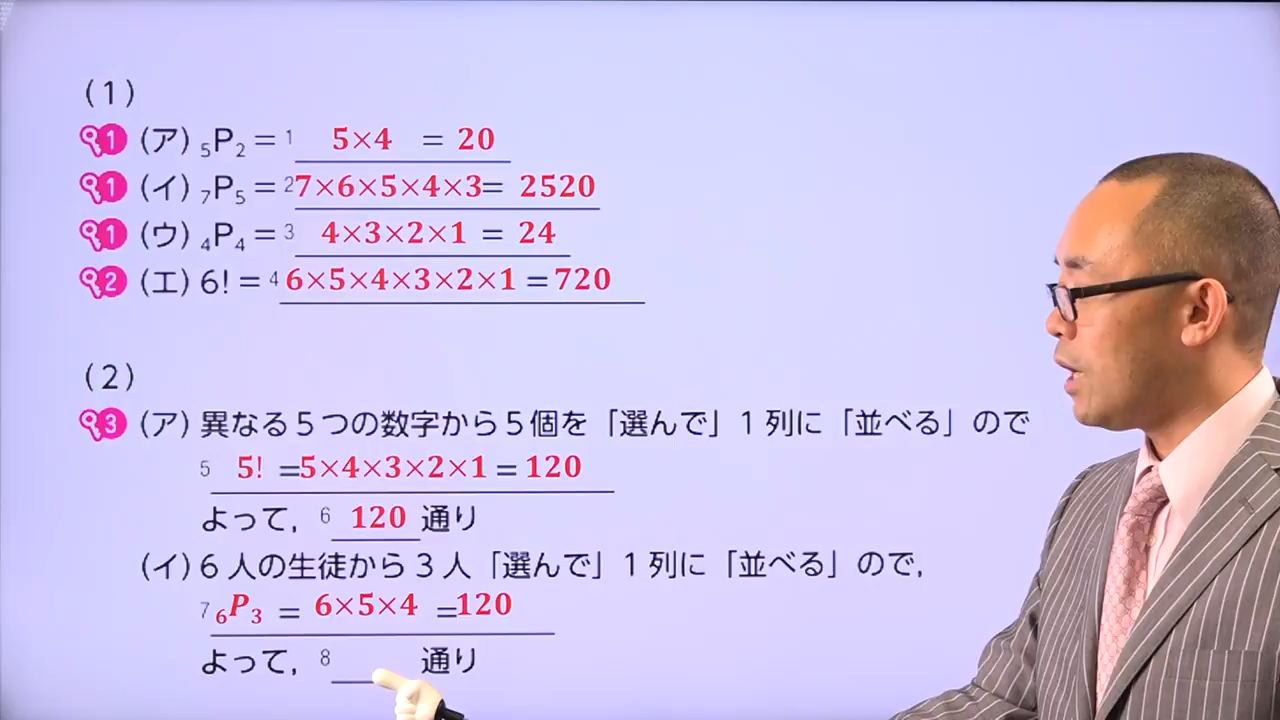 (1)
1 (ア) ₅P₂ = 1 5×4 = 20
1 (イ) ₇P₅ = 2 7×6×5×4×3= 2520
1 (ウ) ₄P₄ = 3 4×3×2×1 = 24
2 (エ) 6! = 4 6×5×4×3×2×1 = 720
(2)
3 (ア) 異なる5つの数字から5個を「選んで」1列に「並べる」ので
5 5! =5×4×3×2×1 = 120
よって, 6 120 通り
(イ) 6人の生徒から3人「選んで」1列に「並べる」ので,
7 ₆P₃ = 6×5×4 =120
よって, 8 通り